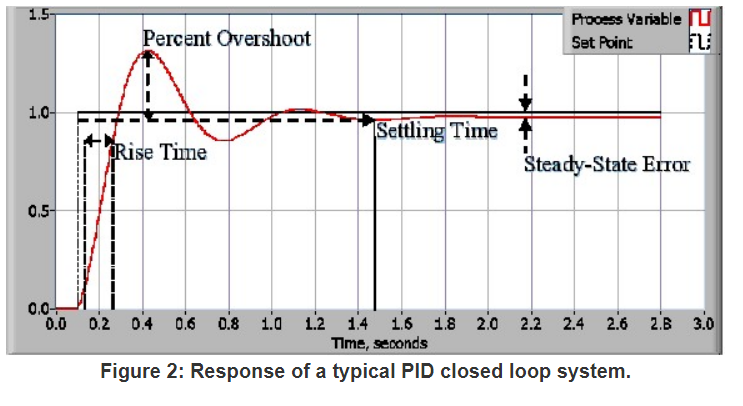 1.5
Process Variable
Percent Overshoot
Set Point
1.0
Settling Time
Rise Time
Steady-State Error
0.5
0.0
0.0 0.2 0.4 0.6 0.8 1.0 1.2 1.4 1.6 1.8 2.0 2.2 2.4 2.6 2.8 3.0
Time, seconds
Figure 2: Response of a typical PID closed loop system.